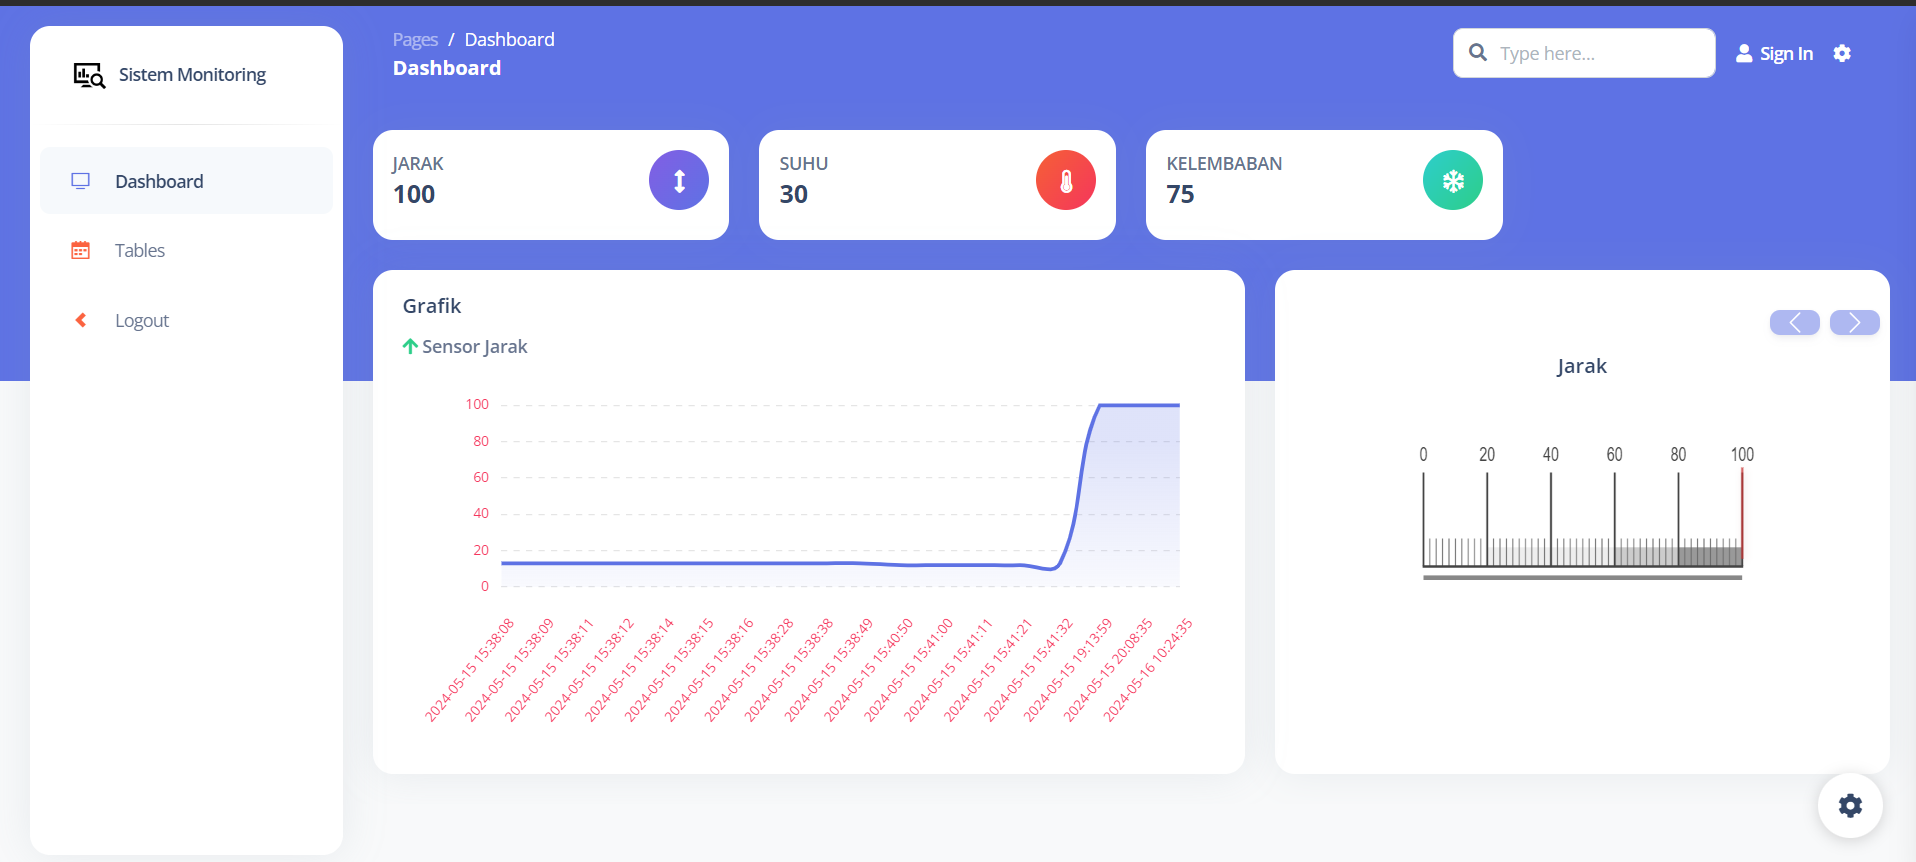 Sistem Monitoring
Dashboard
Tables
Logout
Pages / Dashboard
Dashboard
Type here...
Sign In
JARAK
100
SUHU
30
KELEMBABAN
75
Grafik
Sensor Jarak
100
80
60
40
20
0
2024-05-15 15:38:08
2024-05-15 15:38:09
2024-05-15 15:38:11
2024-05-15 15:38:12
2024-05-15 15:38:14
2024-05-15 15:38:15
2024-05-15 15:38:16
2024-05-15 15:38:28
2024-05-15 15:38:38
2024-05-15 15:38:49
2024-05-15 15:40:50
2024-05-15 15:41:00
2024-05-15 15:41:11
2024-05-15 15:41:21
2024-05-15 15:41:32
2024-05-15 19:13:59
2024-05-15 20:08:35
2024-05-16 10:24:35
Jarak
0 20 40 60 80 100